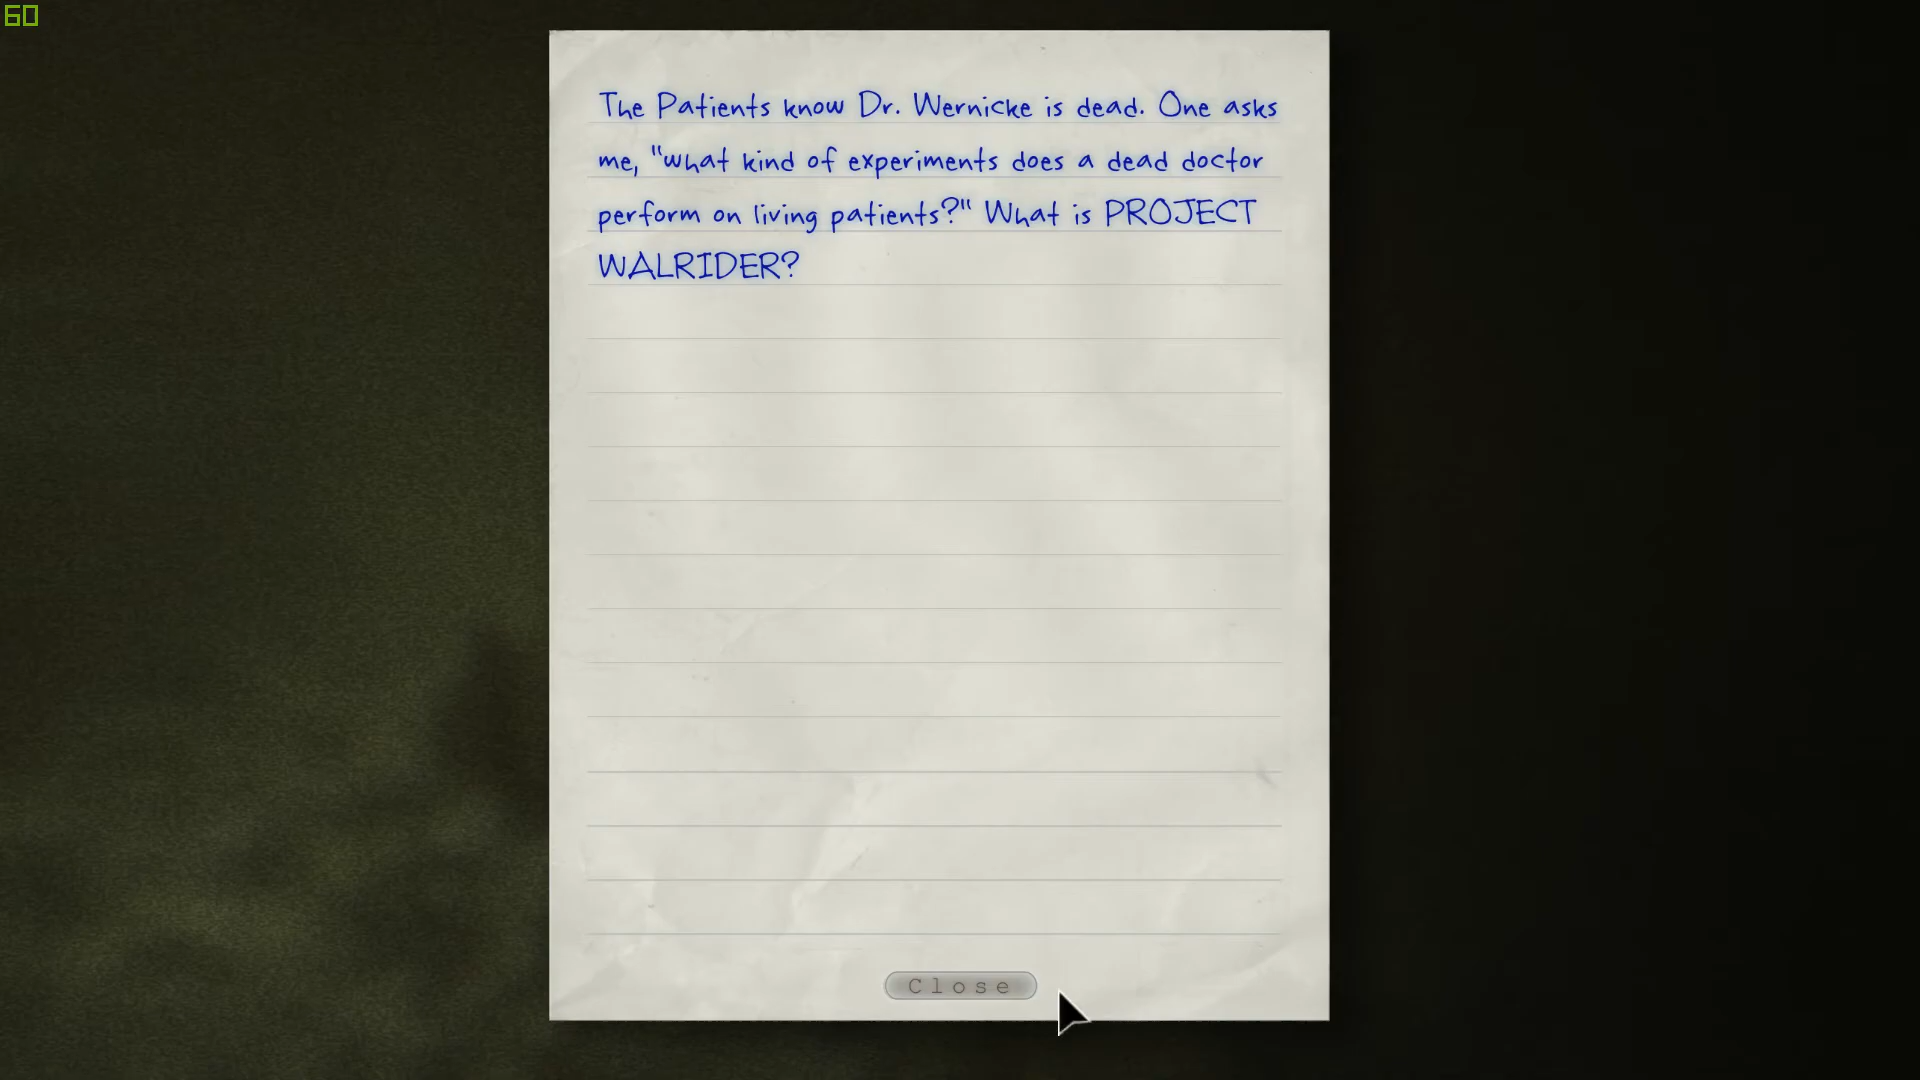 60
The Patients know Dr. Wernicke is dead. One asks
me, "what kind of experiments does a dead doctor
perform on living patients?" What is PROJECT
WALRIDER?
Close